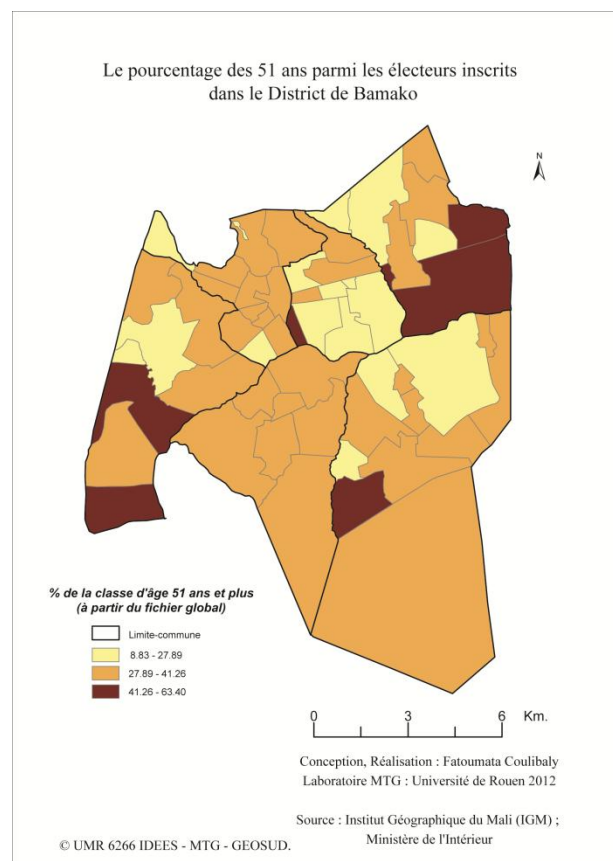 Le pourcentage des 51 ans parmi les électeurs inscrits
dans le District de Bamako
N
% de la classe d'âge 51 ans et plus
(à partir du fichier global)
Limite-commune
8.83 - 27.89
27.89 - 41.26
41.26 - 63.40
0 3 6 Km.
Conception, Réalisation : Fatoumata Coulibaly
Laboratoire MTG : Université de Rouen 2012
Source : Institut Géographique du Mali (IGM) ;
Ministère de l'Intérieur
© UMR 6266 IDEES - MTG - GEOSUD.